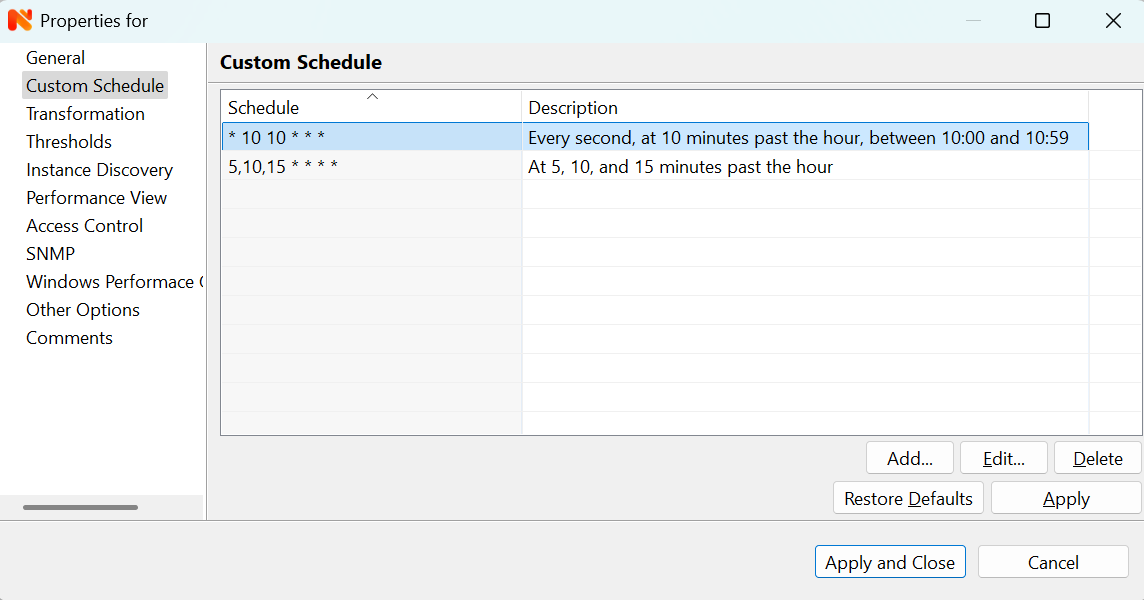 Properties for
General
Custom Schedule
Transformation
Thresholds
Instance Discovery
Performance View
Access Control
SNMP
Windows Performace
Other Options
Comments
Custom Schedule
Schedule Description
* 10 10 * * * Every second, at 10 minutes past the hour, between 10:00 and 10:59
5,10,15 * * * * At 5, 10, and 15 minutes past the hour
Add... Edit... Delete
Restore Defaults Apply
Apply and Close Cancel